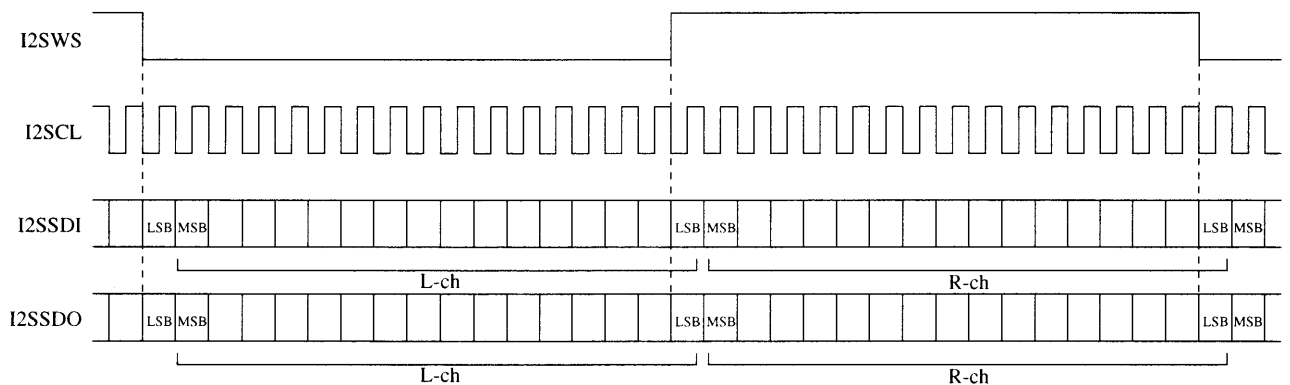 I2SWS
I2SCL
I2SSDI
LSB MSB LSB MSB LSB MSB
L-ch R-ch
I2SSDO
LSB MSB LSB MSB LSB MSB
L-ch R-ch